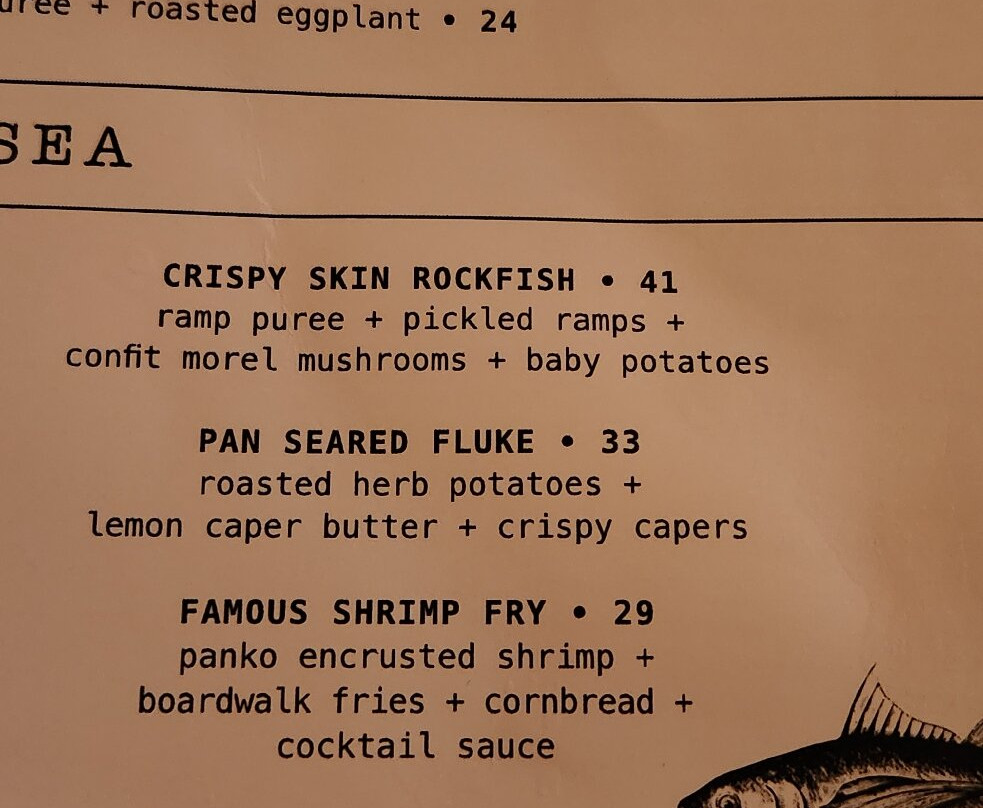 + roasted eggplant • 24
SEA
CRISPY SKIN ROCKFISH • 41
ramp puree + pickled ramps +
confit morel mushrooms + baby potatoes
PAN SEARED FLUKE • 33
roasted herb potatoes +
lemon caper butter + crispy capers
FAMOUS SHRIMP FRY • 29
panko encrusted shrimp +
boardwalk fries + cornbread +
cocktail sauce